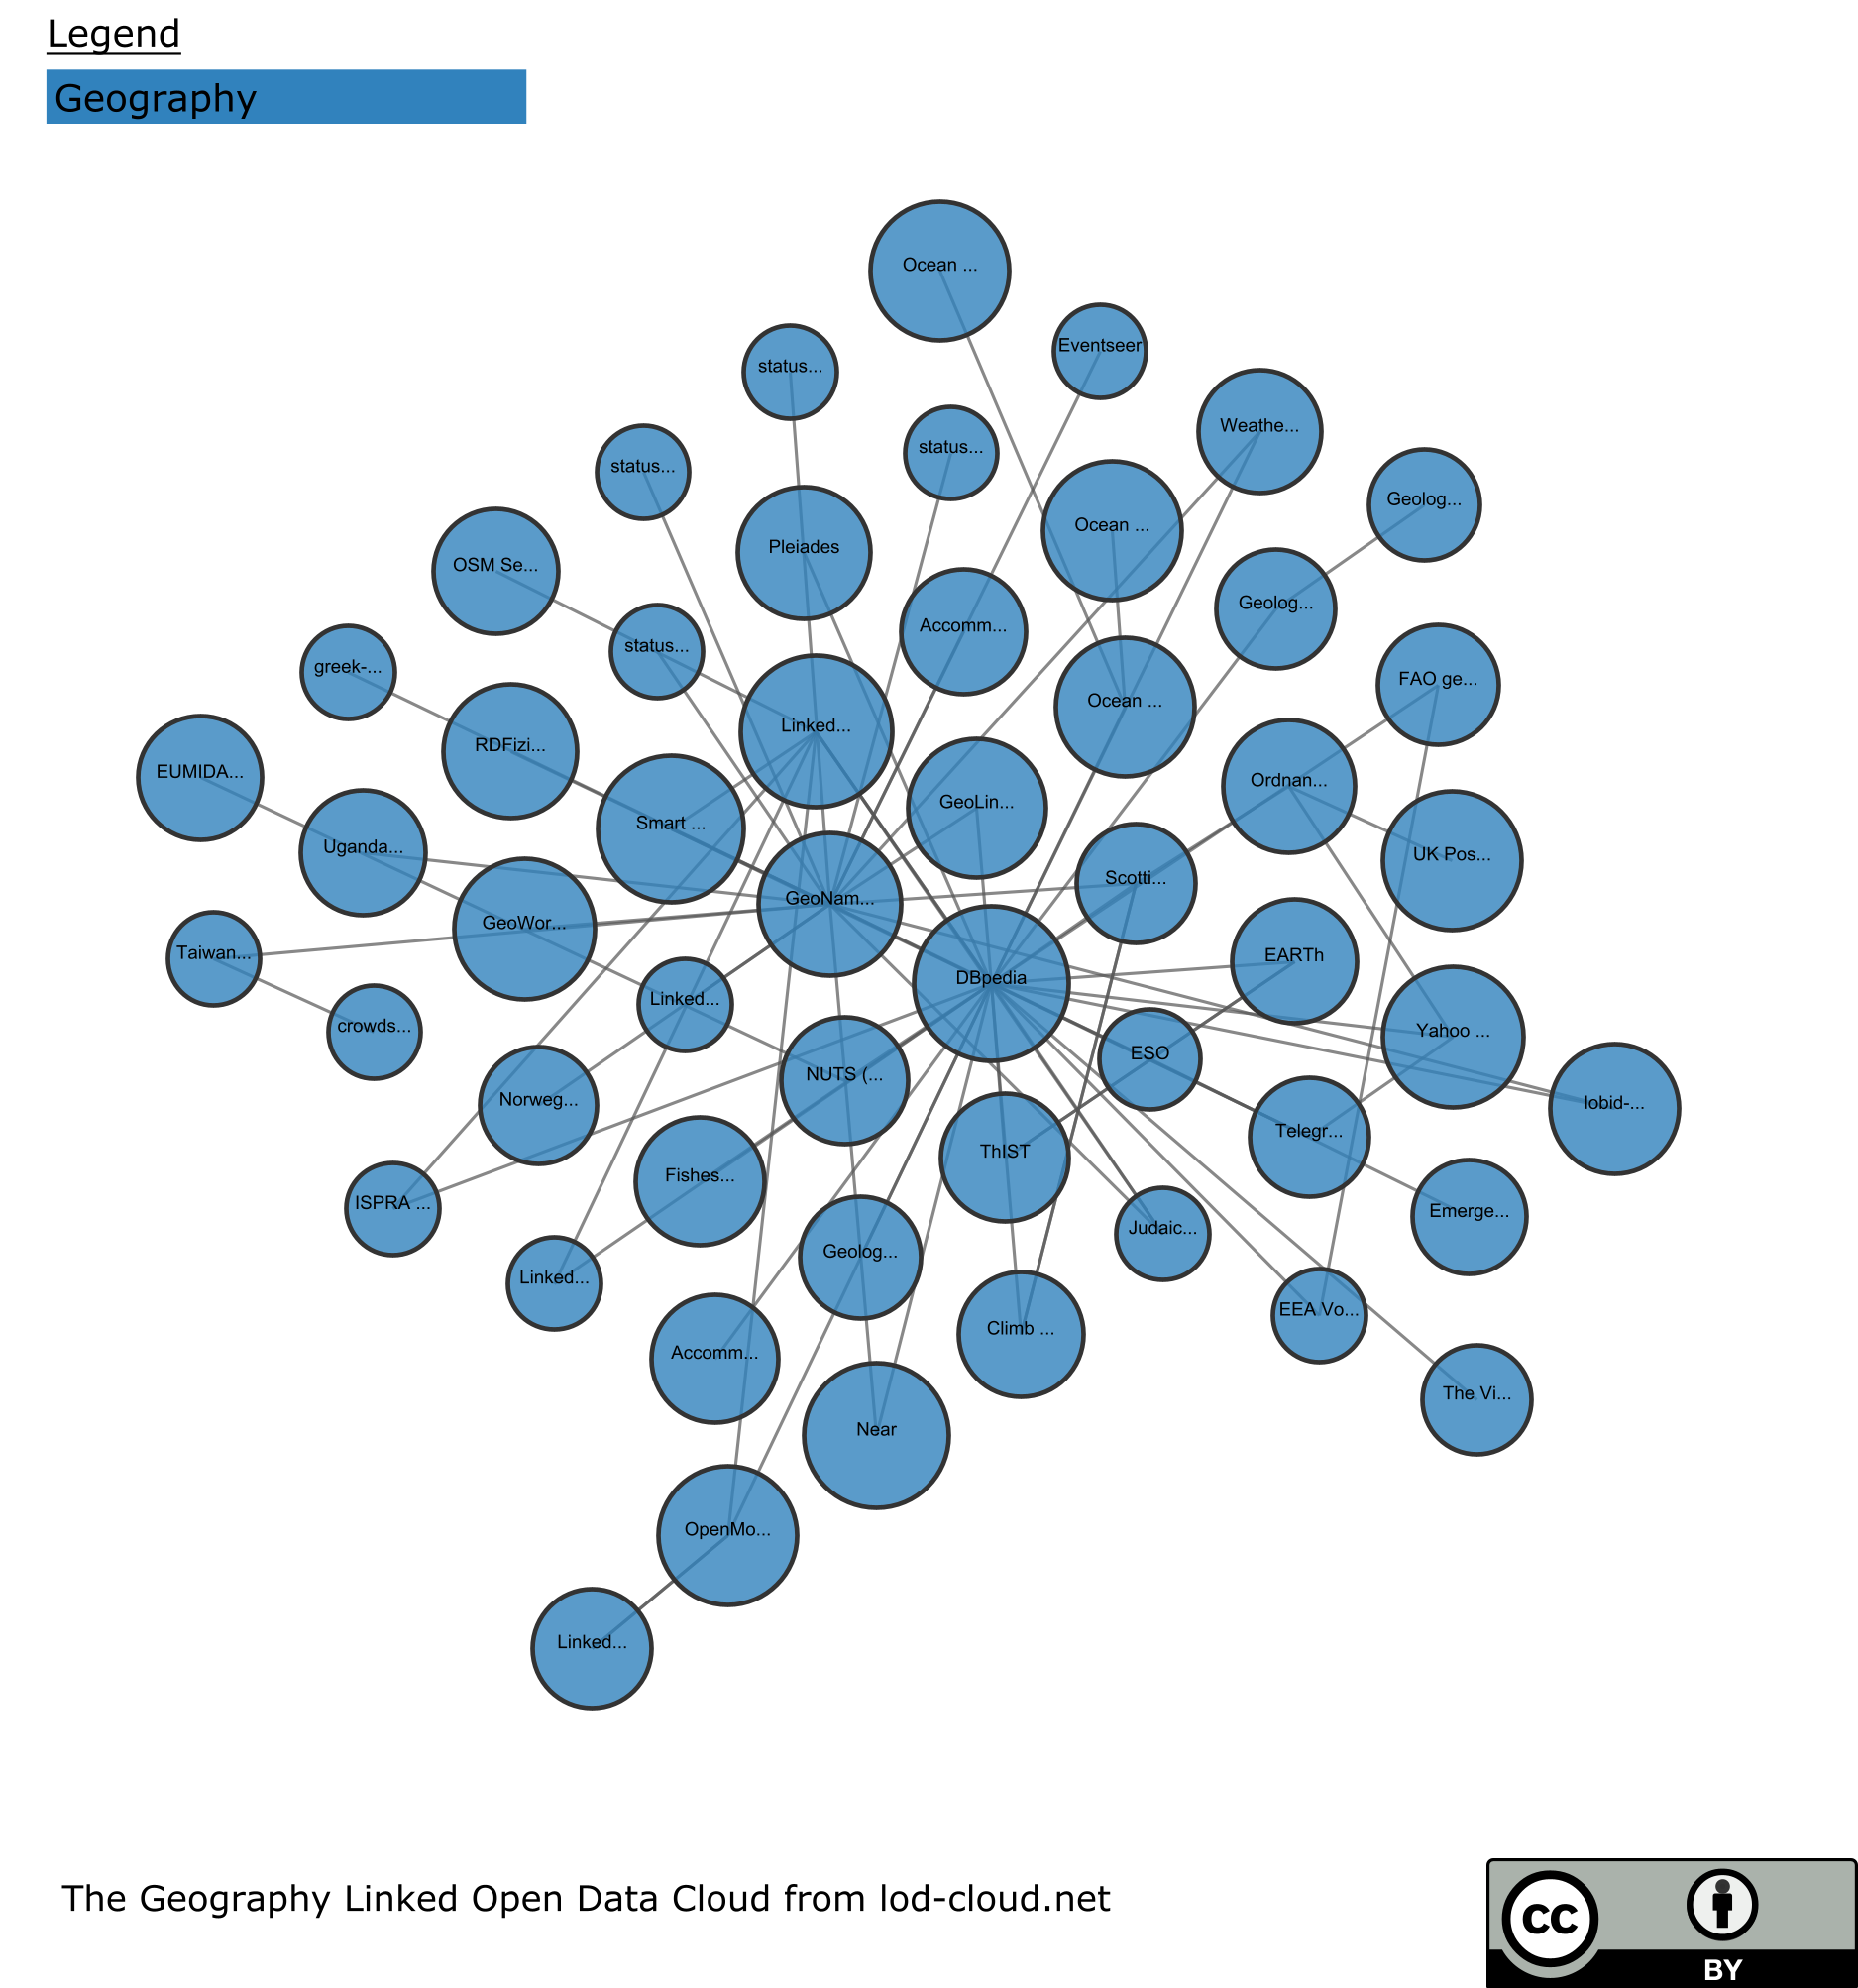 Legend
Geography
Ocean ...
Eventseer
status...
Weathe...
status...
status...
Geolog...
Ocean ...
Pleiades
OSM Se...
Geolog...
Accomm...
status...
greek-...
FAO ge...
Ocean ...
Linked...
RDFizi...
EUMIDA...
Ordnan...
GeoLin...
Smart ...
Uganda...
UK Pos...
Scotti...
GeoNam...
GeoWor...
Taiwan...
EARTh
DBpedia
Linked...
crowds...
Yahoo ...
ESO
NUTS (...
Norweg...
lobid-...
Telegr...
ThIST
Fishes...
ISPRA ...
Emerge...
Judaic...
Geolog...
Linked...
EEA Vo...
Climb ...
Accomm...
The Vi...
Near
OpenMo...
Linked...
The Geography Linked Open Data Cloud from lod-cloud.net
cc
BY